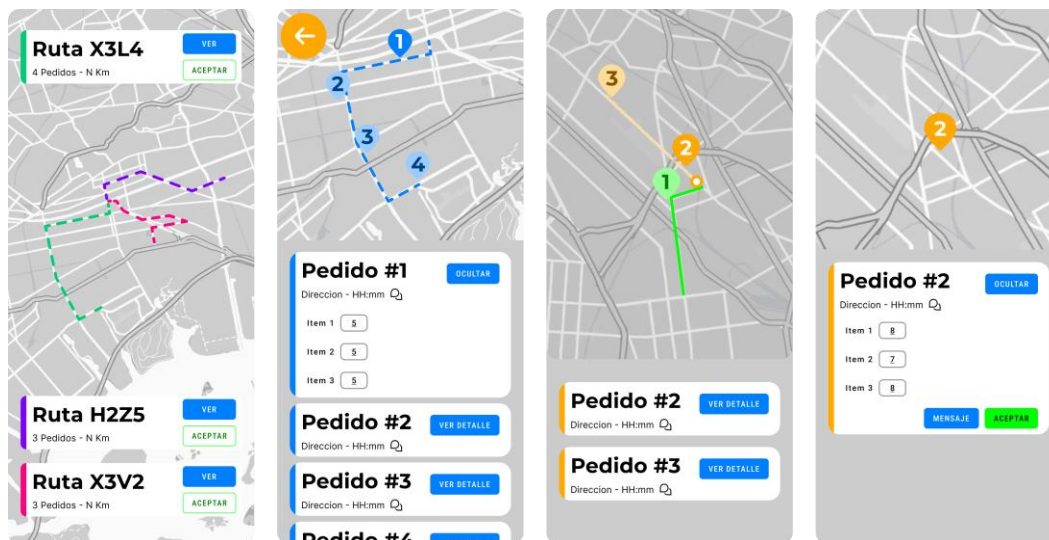 Ruta X3L4
VER
4 Pedidos - N Km
ACEPTAR
Ruta H2Z5
VER
3 Pedidos - N Km
ACEPTAR
Ruta X3V2
VER
3 Pedidos - N Km
ACEPTAR
1
2
3
4
Pedido #1
OCULTAR
Direccion - HH:mm
Item 1 5
Item 2 5
Item 3 5
Pedido #2
VER DETALLE
Direccion - HH:mm
Pedido #3
VER DETALLE
Direccion - HH:mm
Pedido #4
3
2
1
Pedido #2
VER DETALLE
Direccion - HH:mm
Pedido #3
VER DETALLE
Direccion - HH:mm
2
Pedido #2
OCULTAR
Direccion - HH:mm
Item 1 8
Item 2 7
Item 3 8
MENSAJE
ACEPTAR